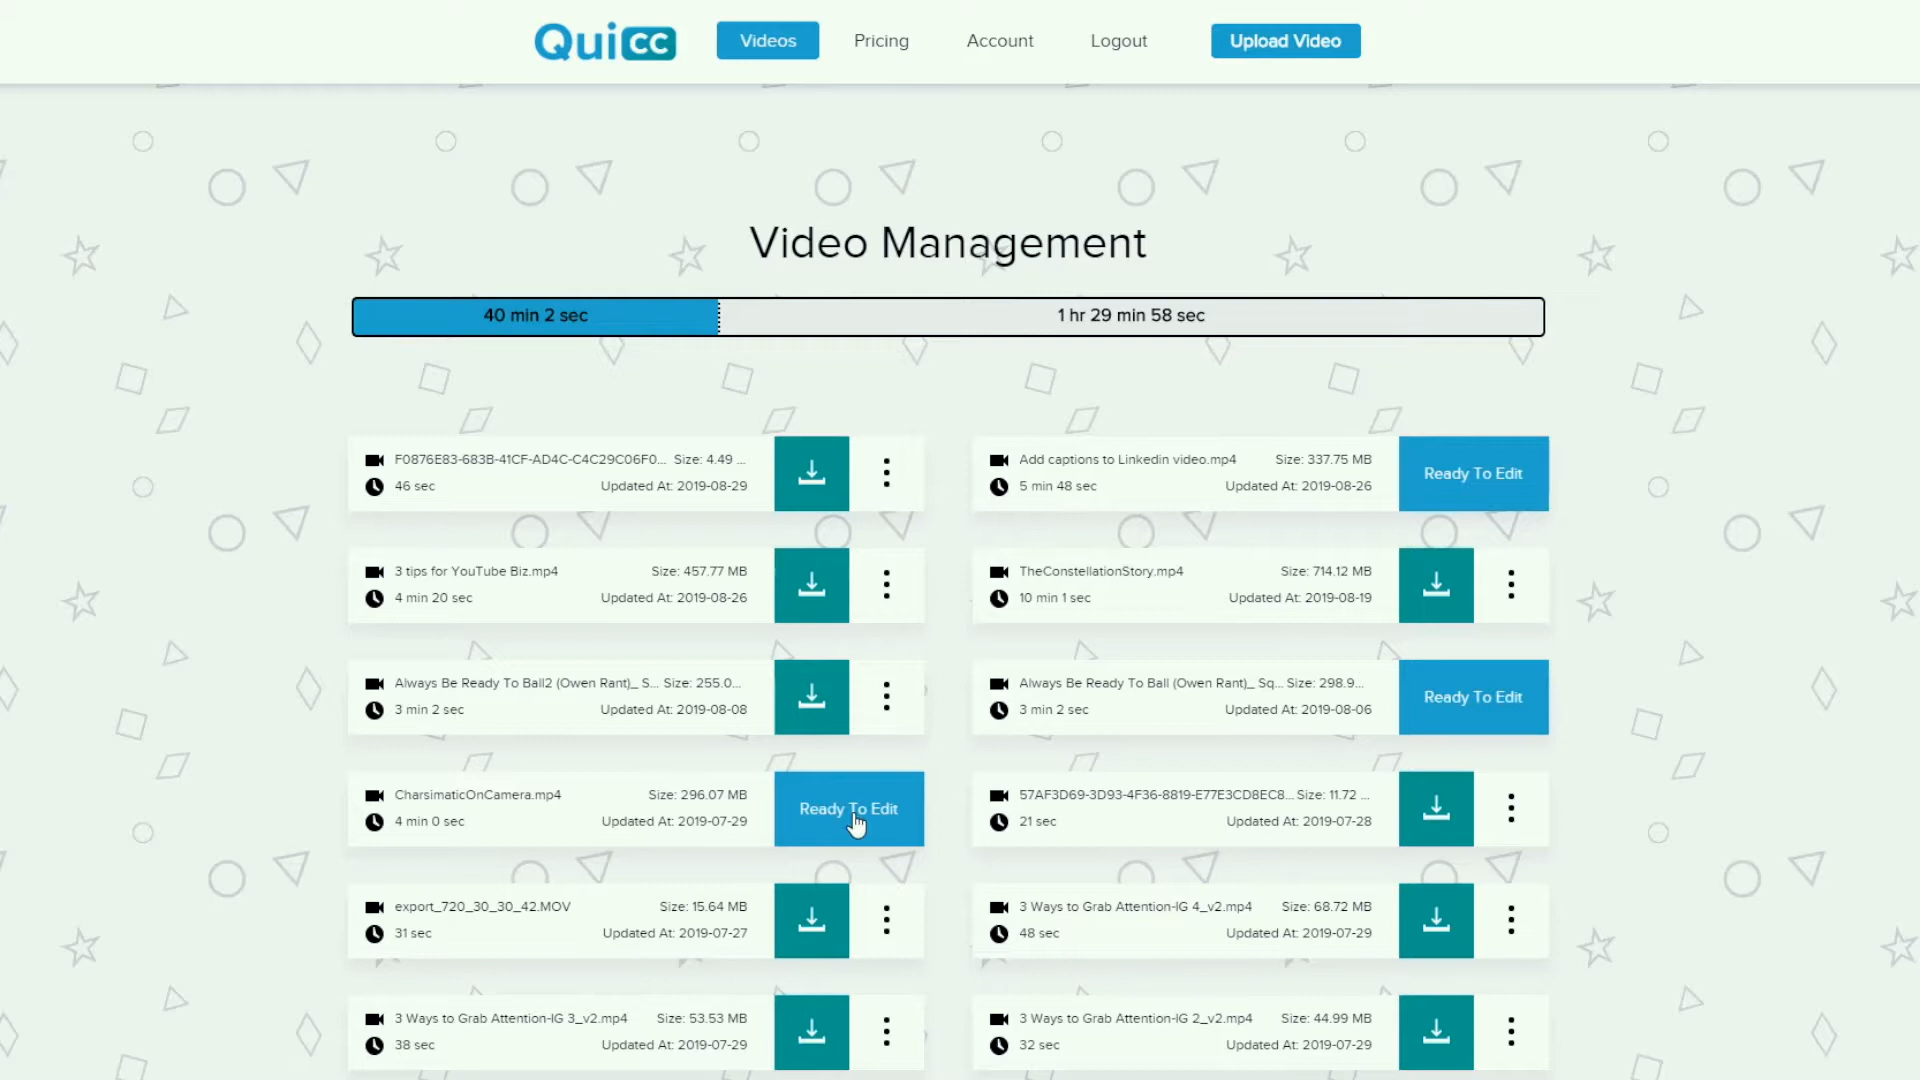 Quicc
Videos
Pricing
Account
Logout
Upload Video
Video Management
40 min 2 sec
1 hr 29 min 58 sec
F0876E83-683B-41CF-AD4C-C4C29C06F0... Size: 4.49 ...
46 sec Updated At: 2019-08-29
Add captions to Linkedin video.mp4 Size: 337.75 MB
5 min 48 sec Updated At: 2019-08-26
Ready To Edit
3 tips for YouTube Biz.mp4 Size: 457.77 MB
4 min 20 sec Updated At: 2019-08-26
TheConstellationStory.mp4 Size: 714.12 MB
10 min 1 sec Updated At: 2019-08-19
Always Be Ready To Ball2 (Owen Rant)_ S... Size: 255.0...
3 min 2 sec Updated At: 2019-08-08
Always Be Ready To Ball (Owen Rant)_ Sq... Size: 298.9...
3 min 2 sec Updated At: 2019-08-06
Ready To Edit
CharsimaticOnCamera.mp4 Size: 296.07 MB
4 min 0 sec Updated At: 2019-07-29
Ready To Edit
57AF3D69-3D93-4F36-8819-E77E3CD8EC8... Size: 11.72 ...
21 sec Updated At: 2019-07-28
export_720_30_30_42.MOV Size: 15.64 MB
31 sec Updated At: 2019-07-27
3 Ways to Grab Attention-IG 4_v2.mp4 Size: 68.72 MB
48 sec Updated At: 2019-07-29
3 Ways to Grab Attention-IG 3_v2.mp4 Size: 53.53 MB
38 sec Updated At: 2019-07-29
3 Ways to Grab Attention-IG 2_v2.mp4 Size: 44.99 MB
32 sec Updated At: 2019-07-29